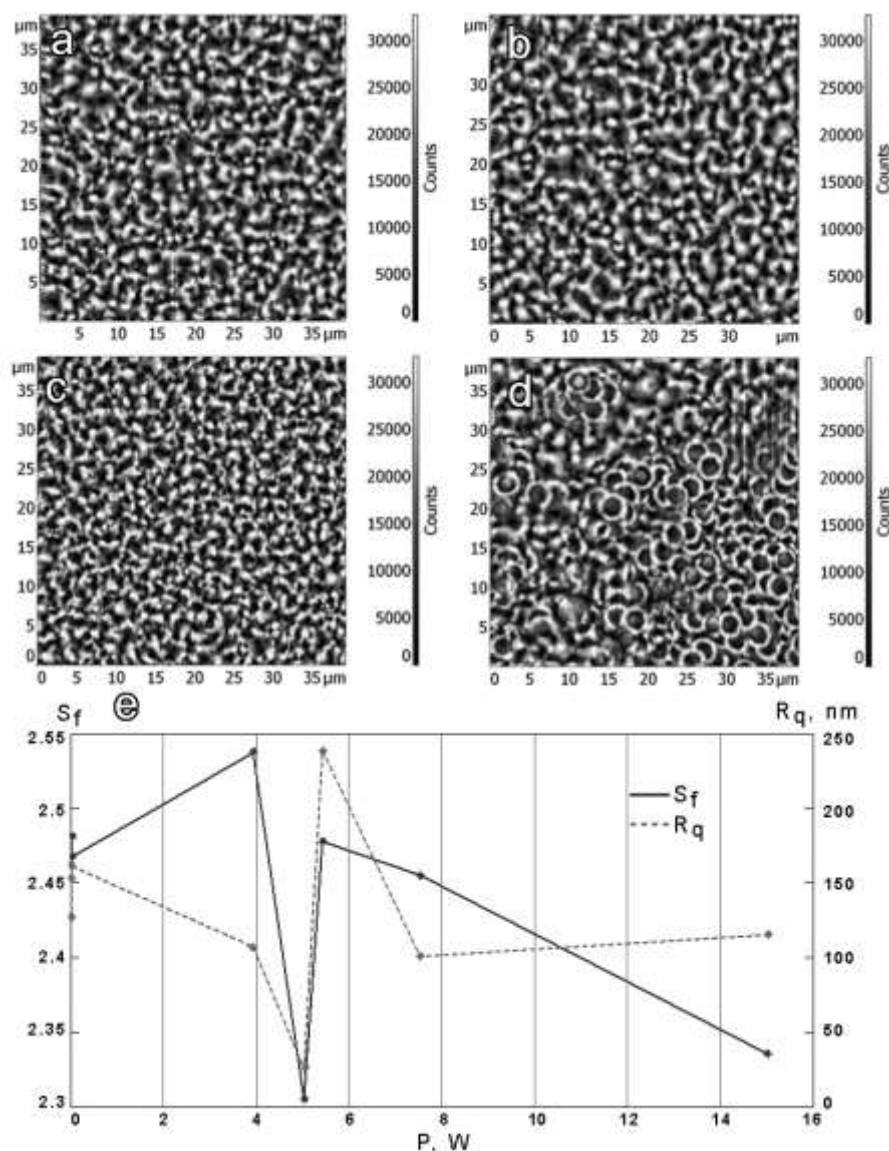 µm a 30000
35
30
25 25000
20 20000
15 15000
10 10000
5 5000
0
Counts
5 10 15 20 25 30 35 µm
µm b 30000
35
30
25 25000
20 20000
15 15000
10 10000
5 5000
0
Counts
0 5 10 15 20 25 30 µm
µm c 30000
35
30
25 25000
20 20000
15 15000
10 10000
5 5000
0 0
Counts
0 5 10 15 20 25 30 35 µm
µm d 30000
35
30
25 25000
20 20000
15 15000
10 10000
5 5000
0
Counts
0 5 10 15 20 25 30 35 µm
Sf e Rq, nm
2.55 250
2.5 200
2.45 150
2.4 100
2.35 50
2.3 0
Sf
Rq
0 2 4 6 8 10 12 14 16
P, W